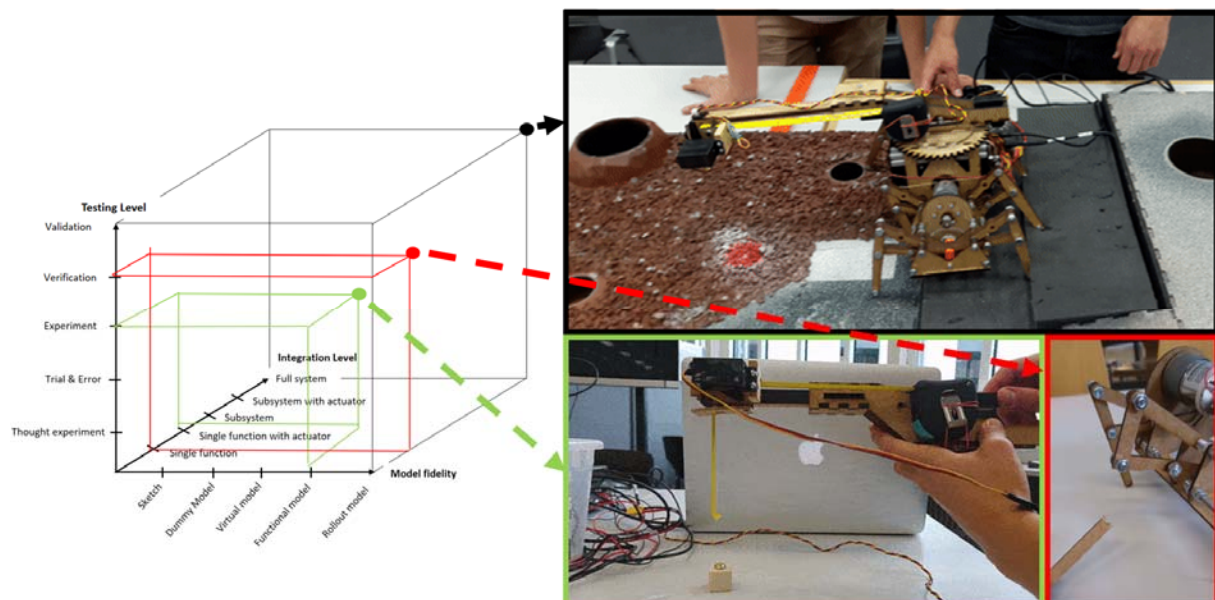 Testing Level
Validation
Verification
Experiment
Trial & Error
Thought experiment
Integration Level
Full system
Subsystem with actuator
Subsystem
Single function with actuator
Single function
Model fidelity
Sketch
Dummy Model
Virtual model
Functional model
Rollout model